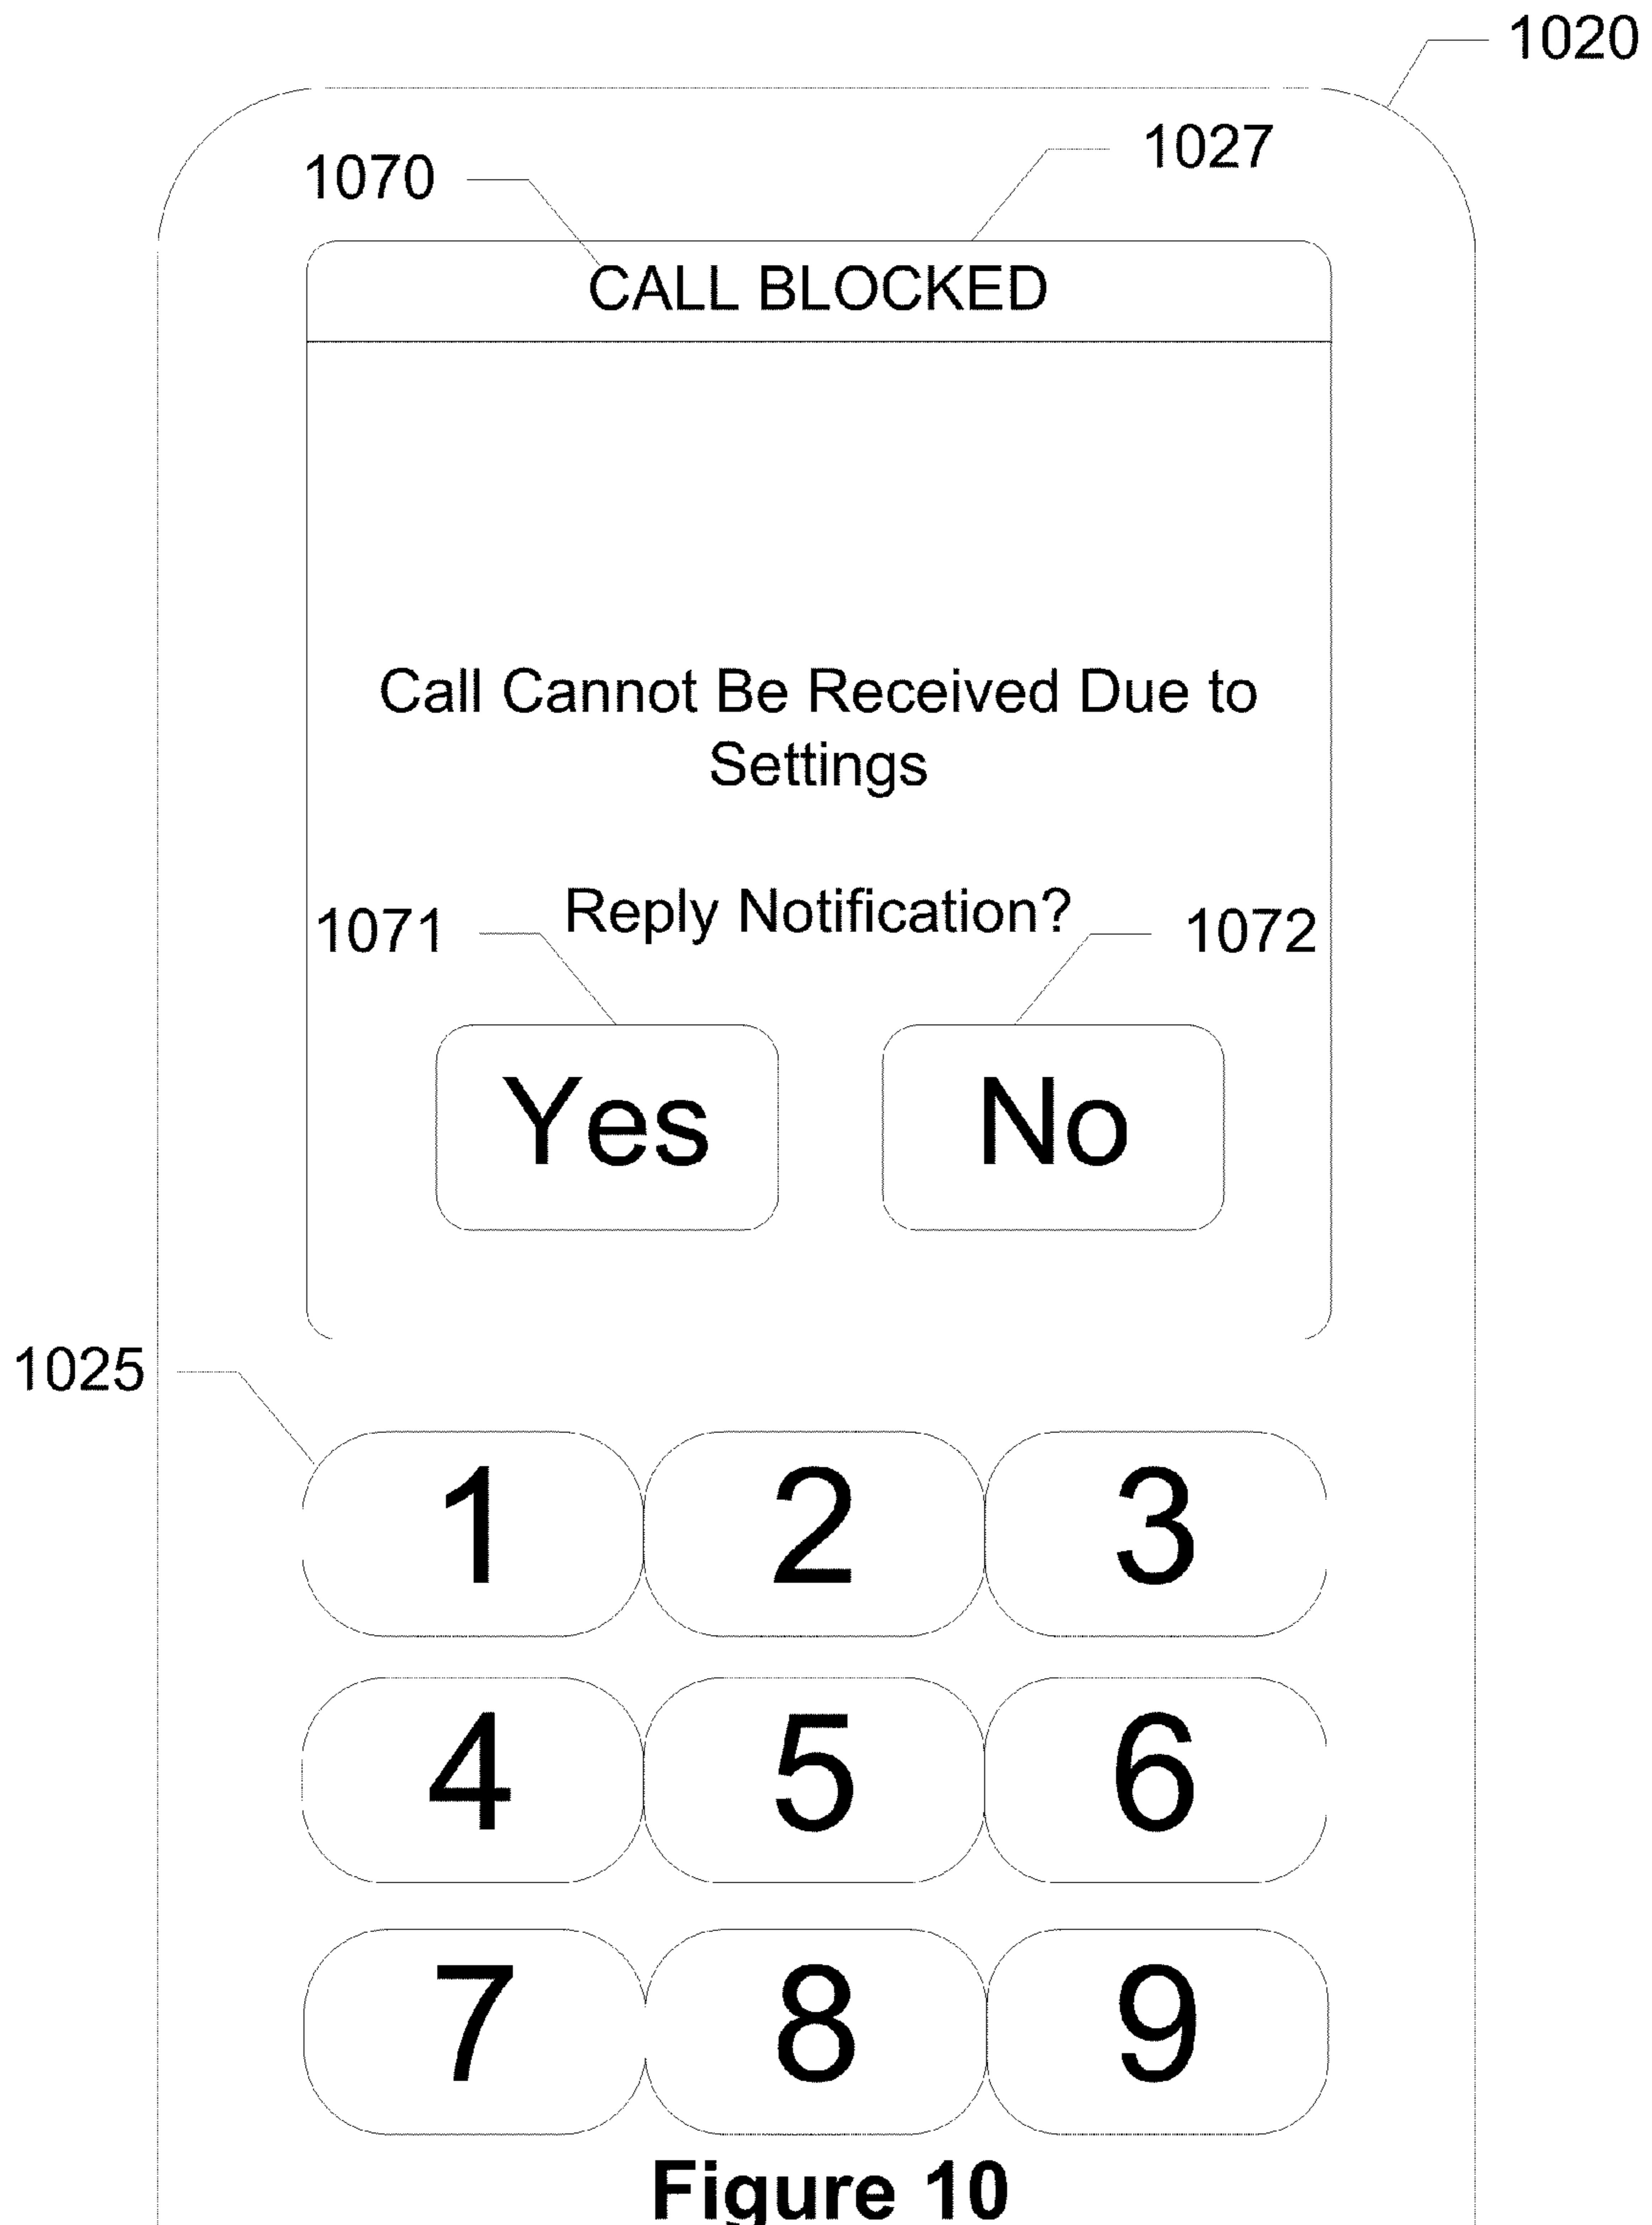 1020
1027
1070
CALL BLOCKED
Call Cannot Be Received Due to
Settings
Reply Notification?
1071
1072
Yes No
1025
1 2 3
4 5 6
7 8 9
Figure 10